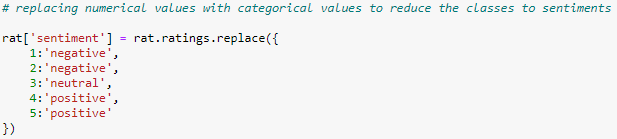 # replacing numerical values with categorical values to reduce the classes to sentiments
rat['sentiment'] = rat.ratings.replace({
    1:'negative',
    2:'negative',
    3:'neutral',
    4:'positive',
    5:'positive'
})